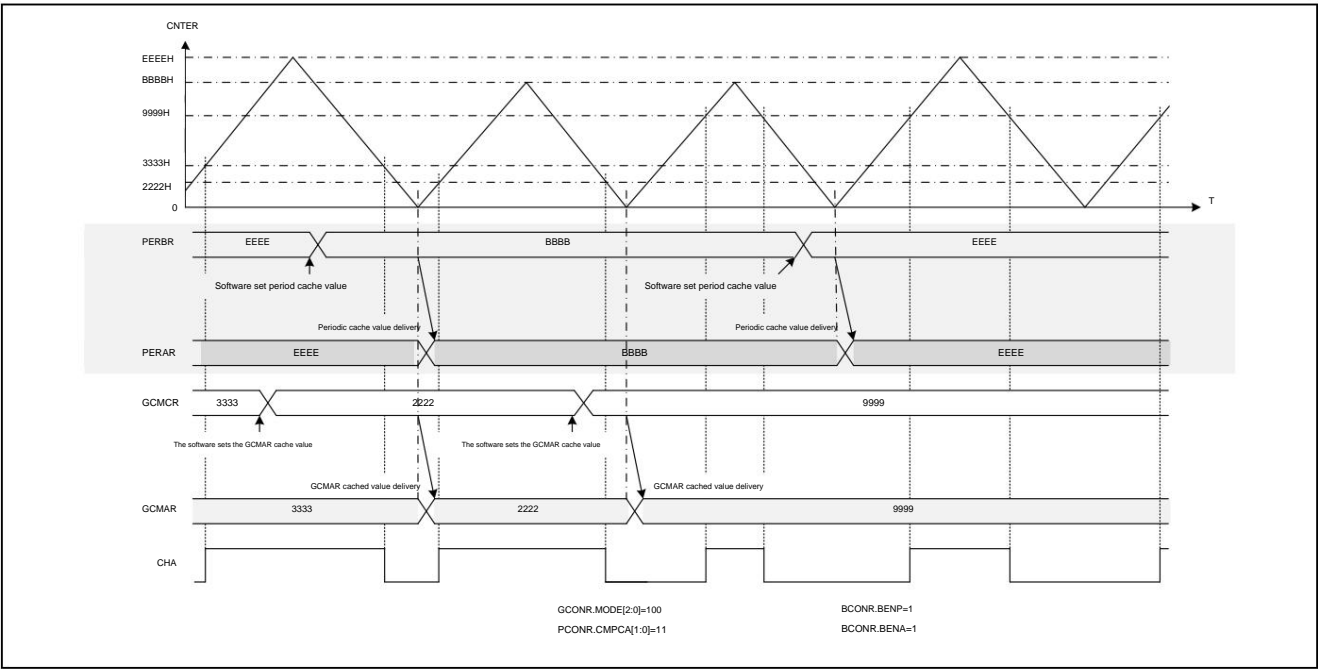 CNTER
EEEEH
BBBBH
9999H
3333H
2222H
0
T
PERBR
EEEE
BBBB
EEEE
Software set period cache value
Software set period cache value
Periodic cache value delivery
Periodic cache value delivery
PERAR
EEEE
BBBB
EEEE
GCMCR
3333
2222
9999
The software sets the GCMAR cache value
The software sets the GCMAR cache value
GCMAR cached value delivery
GCMAR cached value delivery
GCMAR
3333
2222
9999
CHA
GCONR.MODE[2:0]=100
BCONR.BENP=1
PCONR.CMPCA[1:0]=11
BCONR.BENA=1